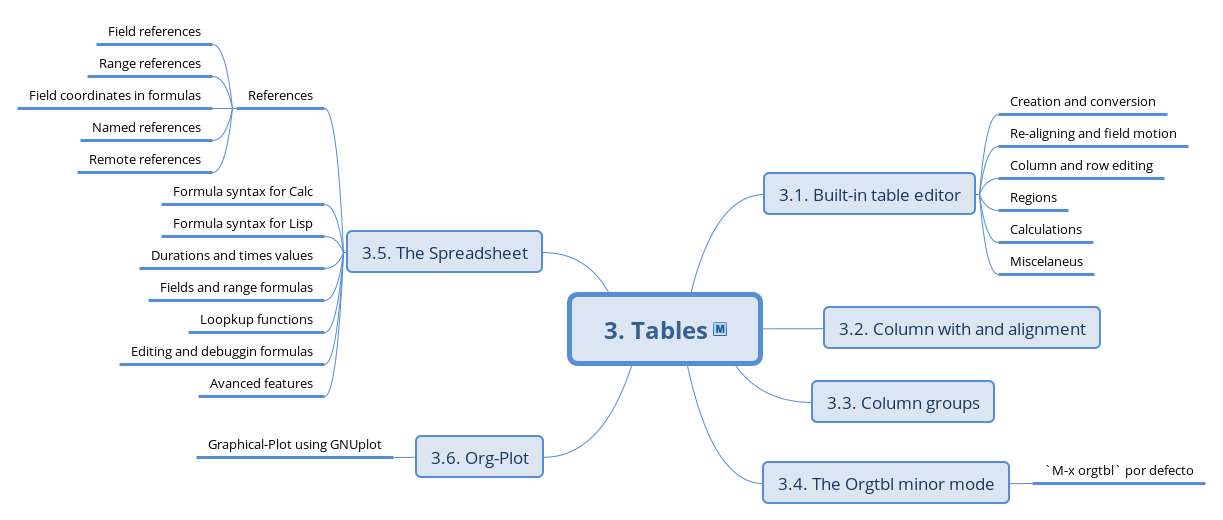 3. Tables M
3.1. Built-in table editor
Creation and conversion
Re-aligning and field motion
Column and row editing
Regions
Calculations
Miscelaneus
3.2. Column with and alignment
3.3. Column groups
3.4. The Orgtbl minor mode
`M-x orgtbl` por defecto
3.5. The Spreadsheet
References
Field references
Range references
Field coordinates in formulas
Named references
Remote references
Formula syntax for Calc
Formula syntax for Lisp
Durations and times values
Fields and range formulas
Loopkup functions
Editing and debuggin formulas
Avanced features
3.6. Org-Plot
Graphical-Plot using GNUplot